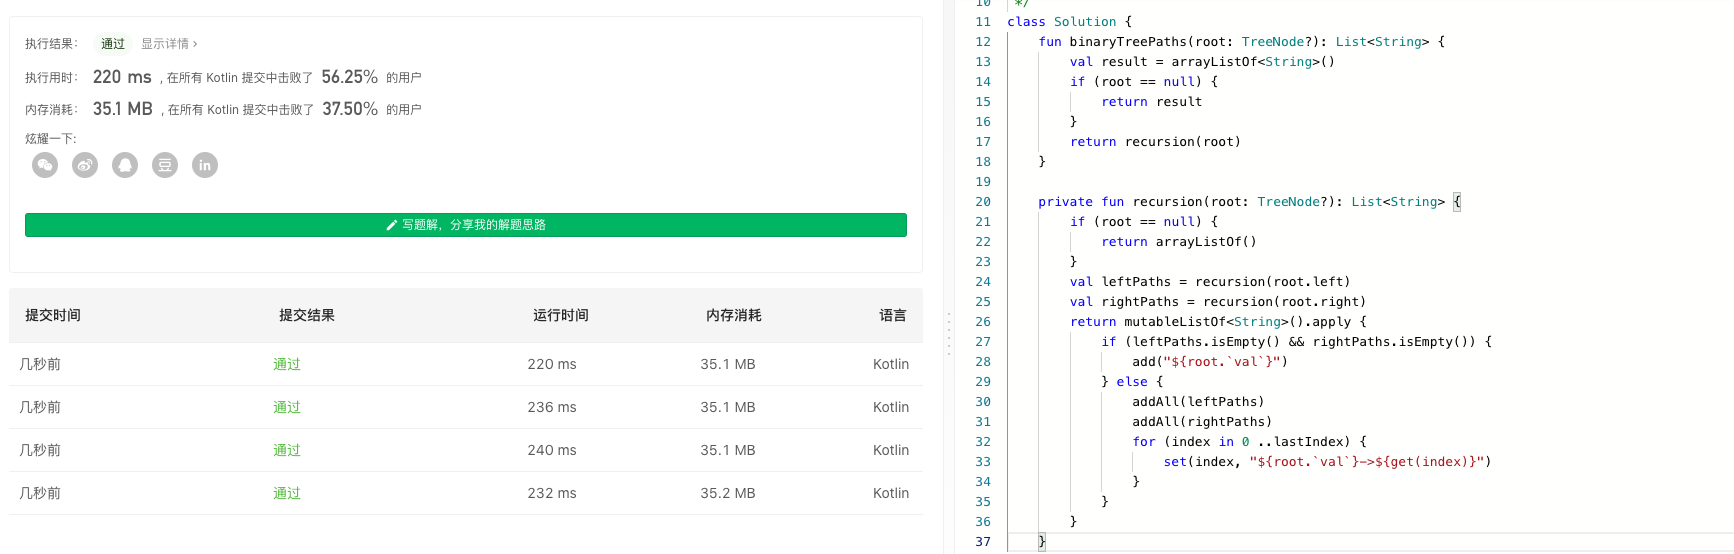 执行结果： 通过 显示详情 ›
执行用时： 220 ms , 在所有 Kotlin 提交中击败了 56.25% 的用户
内存消耗： 35.1 MB , 在所有 Kotlin 提交中击败了 37.50% 的用户
炫耀一下:
豆 in
写题解，分享我的解题思路
提交时间 提交结果 运行时间 内存消耗 语言
几秒前 通过 220 ms 35.1 MB Kotlin
几秒前 通过 236 ms 35.1 MB Kotlin
几秒前 通过 240 ms 35.1 MB Kotlin
几秒前 通过 232 ms 35.2 MB Kotlin
10 */
11 class Solution {
12 fun binaryTreePaths(root: TreeNode?): List<String> {
13 val result = arrayListOf<String>()
14 if (root == null) {
15 return result
16 }
17 return recursion(root)
18 }
19
20 private fun recursion(root: TreeNode?): List<String> {
21 if (root == null) {
22 return arrayListOf()
23 }
24 val leftPaths = recursion(root.left)
25 val rightPaths = recursion(root.right)
26 return mutableListOf<String>().apply {
27 if (leftPaths.isEmpty() && rightPaths.isEmpty()) {
28 add("${root.`val`}")
29 } else {
30 addAll(leftPaths)
31 addAll(rightPaths)
32 for (index in 0 ..lastIndex) {
33 set(index, "${root.`val`}->${get(index)}")
34 }
35 }
36 }
37 }